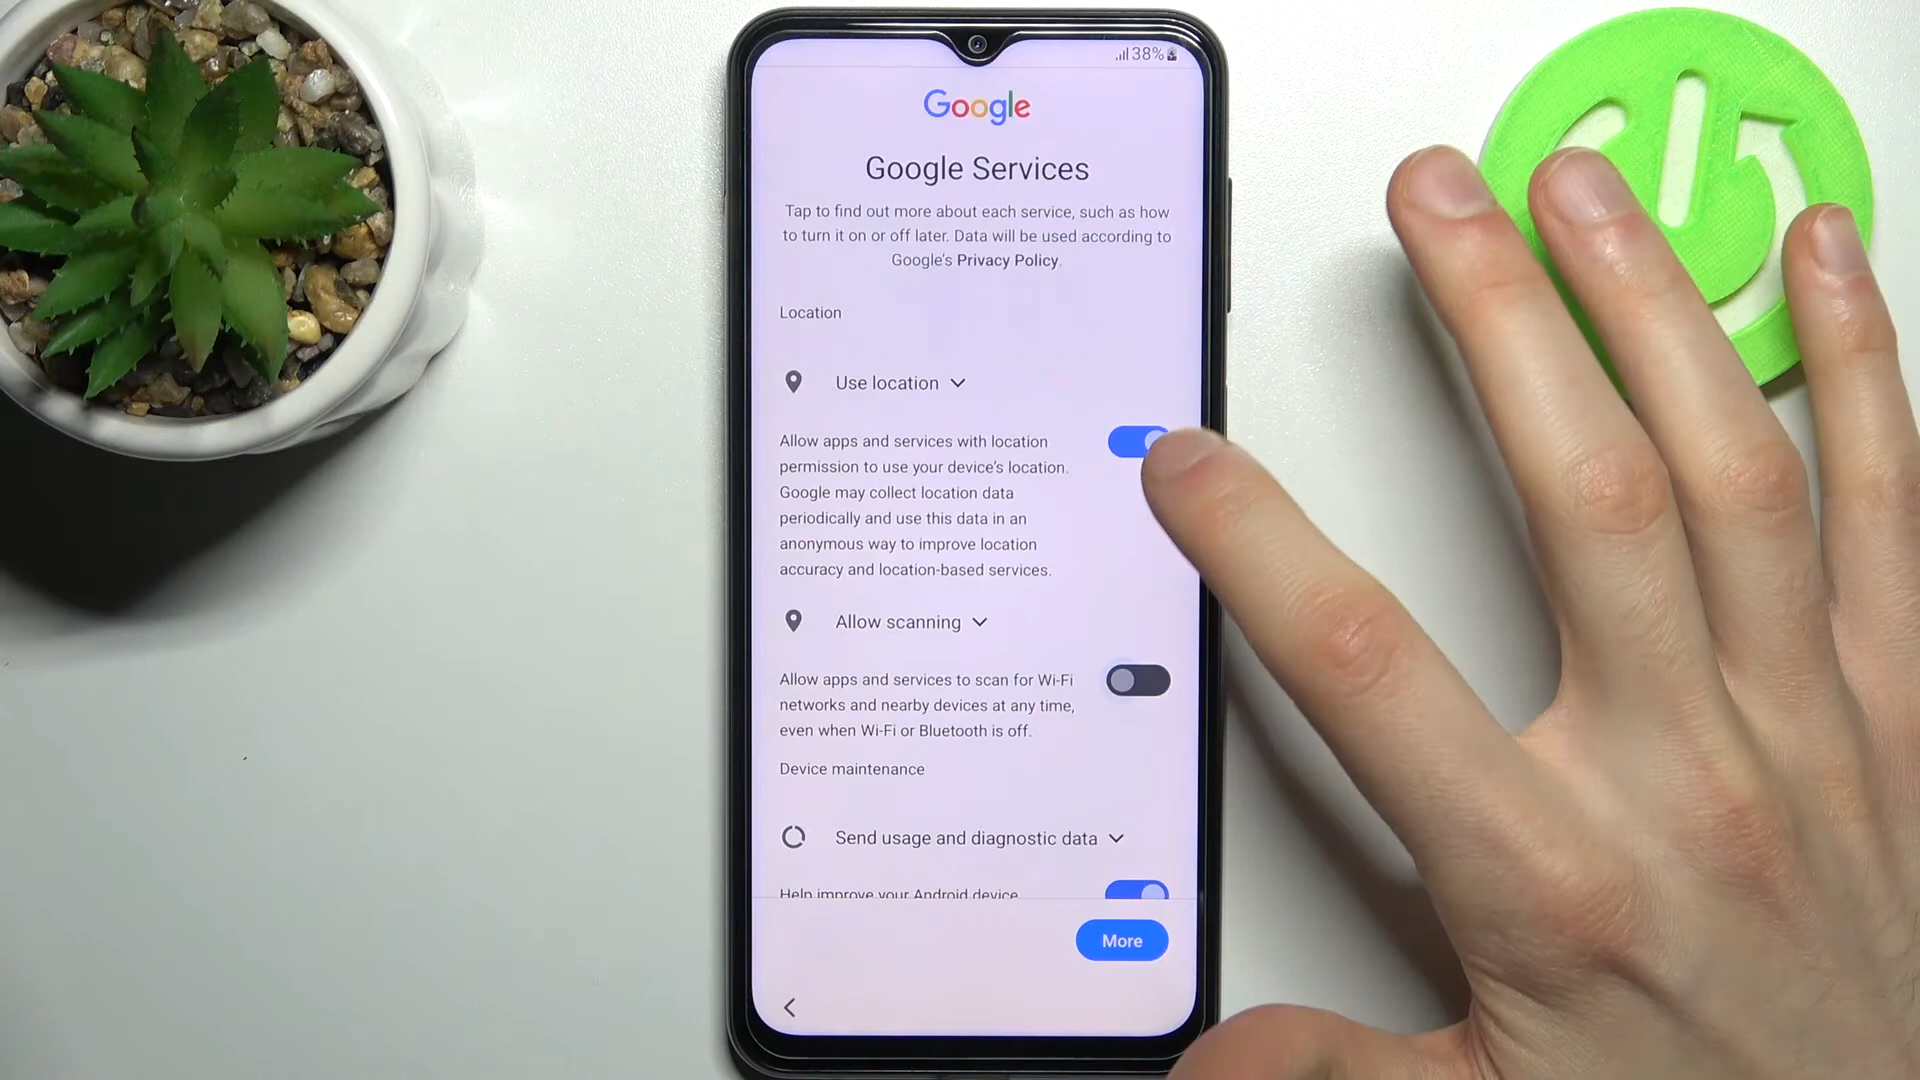 38%
Google
Google Services
Tap to find out more about each service, such as how
to turn it on or off later. Data will be used according to
Google's Privacy Policy.
Location
Use location
Allow apps and services with location
permission to use your device's location.
Google may collect location data
periodically and use this data in an
anonymous way to improve location
accuracy and location-based services.
Allow scanning
Allow apps and services to scan for Wi-Fi
networks and nearby devices at any time,
even when Wi-Fi or Bluetooth is off.
Device maintenance
Send usage and diagnostic data
Help improve your Android device
More